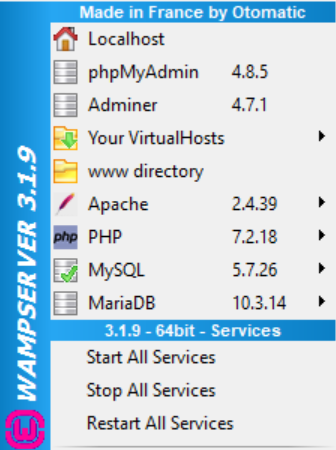 Made in France by Otomatic
Localhost
phpMyAdmin 4.8.5
Adminer 4.7.1
Your VirtualHosts
www directory
Apache 2.4.39
php PHP 7.2.18
MySQL 5.7.26
MariaDB 10.3.14
3.1.9 - 64bit - Services
Start All Services
Stop All Services
Restart All Services
WAMPSERVER 3.1.9
W